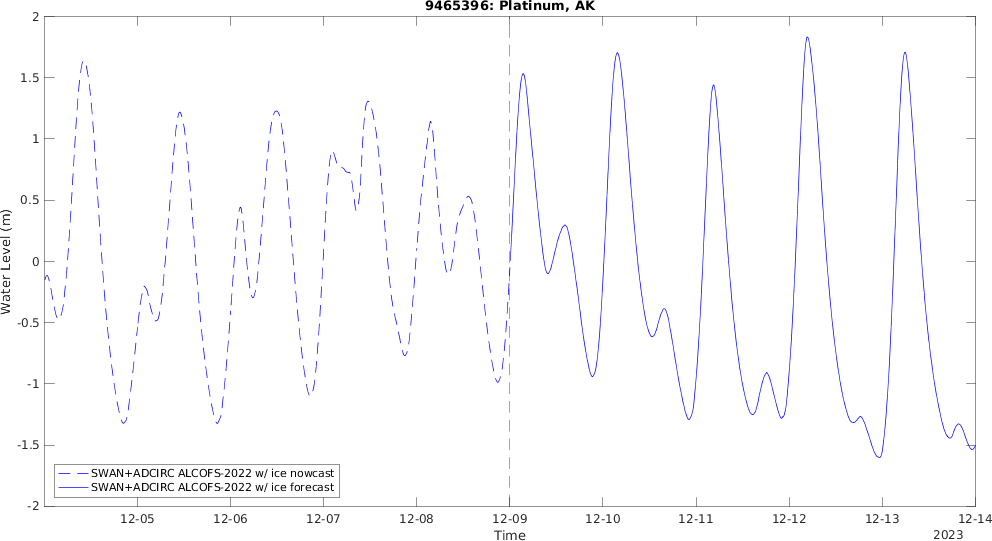 9465396: Platinum, AK
2
1.5
1
0.5
0
-0.5
-1
-1.5
-2
Water Level (m)
SWAN+ADCIRC ALCOFS-2022 w/ ice nowcast
SWAN+ADCIRC ALCOFS-2022 w/ ice forecast
12-05 12-06 12-07 12-08 12-09 12-10 12-11 12-12 12-13 12-14
Time
2023